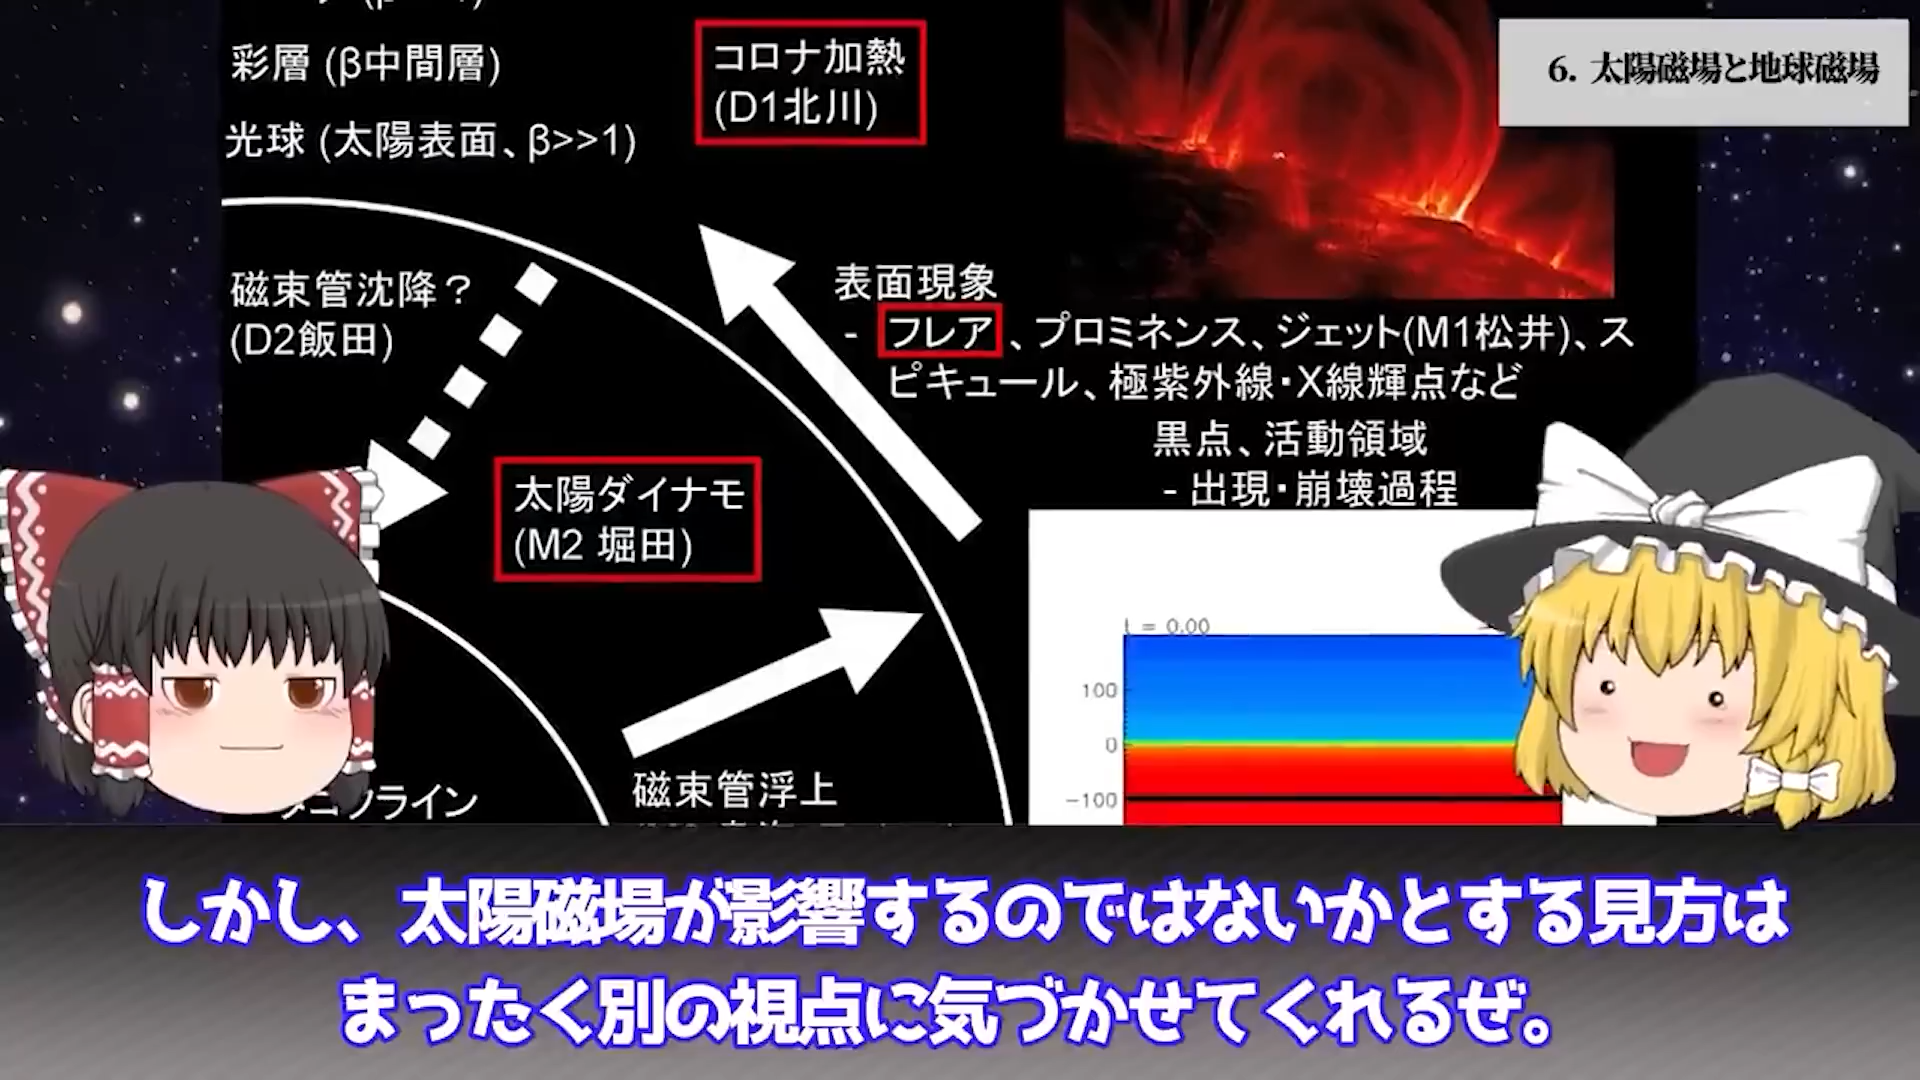 6. 太陽磁場と地球磁場
彩層 (β中間層)
光球 (太陽表面、β>>1)
コロナ加熱
(D1北川)
磁束管沈降？
(D2飯田)
表面現象
- フレア、プロミネンス、ジェット(M1松井)、ス
ピキュール、極紫外線・X線輝点など
黒点、活動領域
- 出現・崩壊過程
太陽ダイナモ
(M2 堀田)
t = 0.00
100
0
-100
磁束管浮上
しかし、太陽磁場が影響するのではないかとする見方は
まったく別の視点に気づかせてくれるぜ。